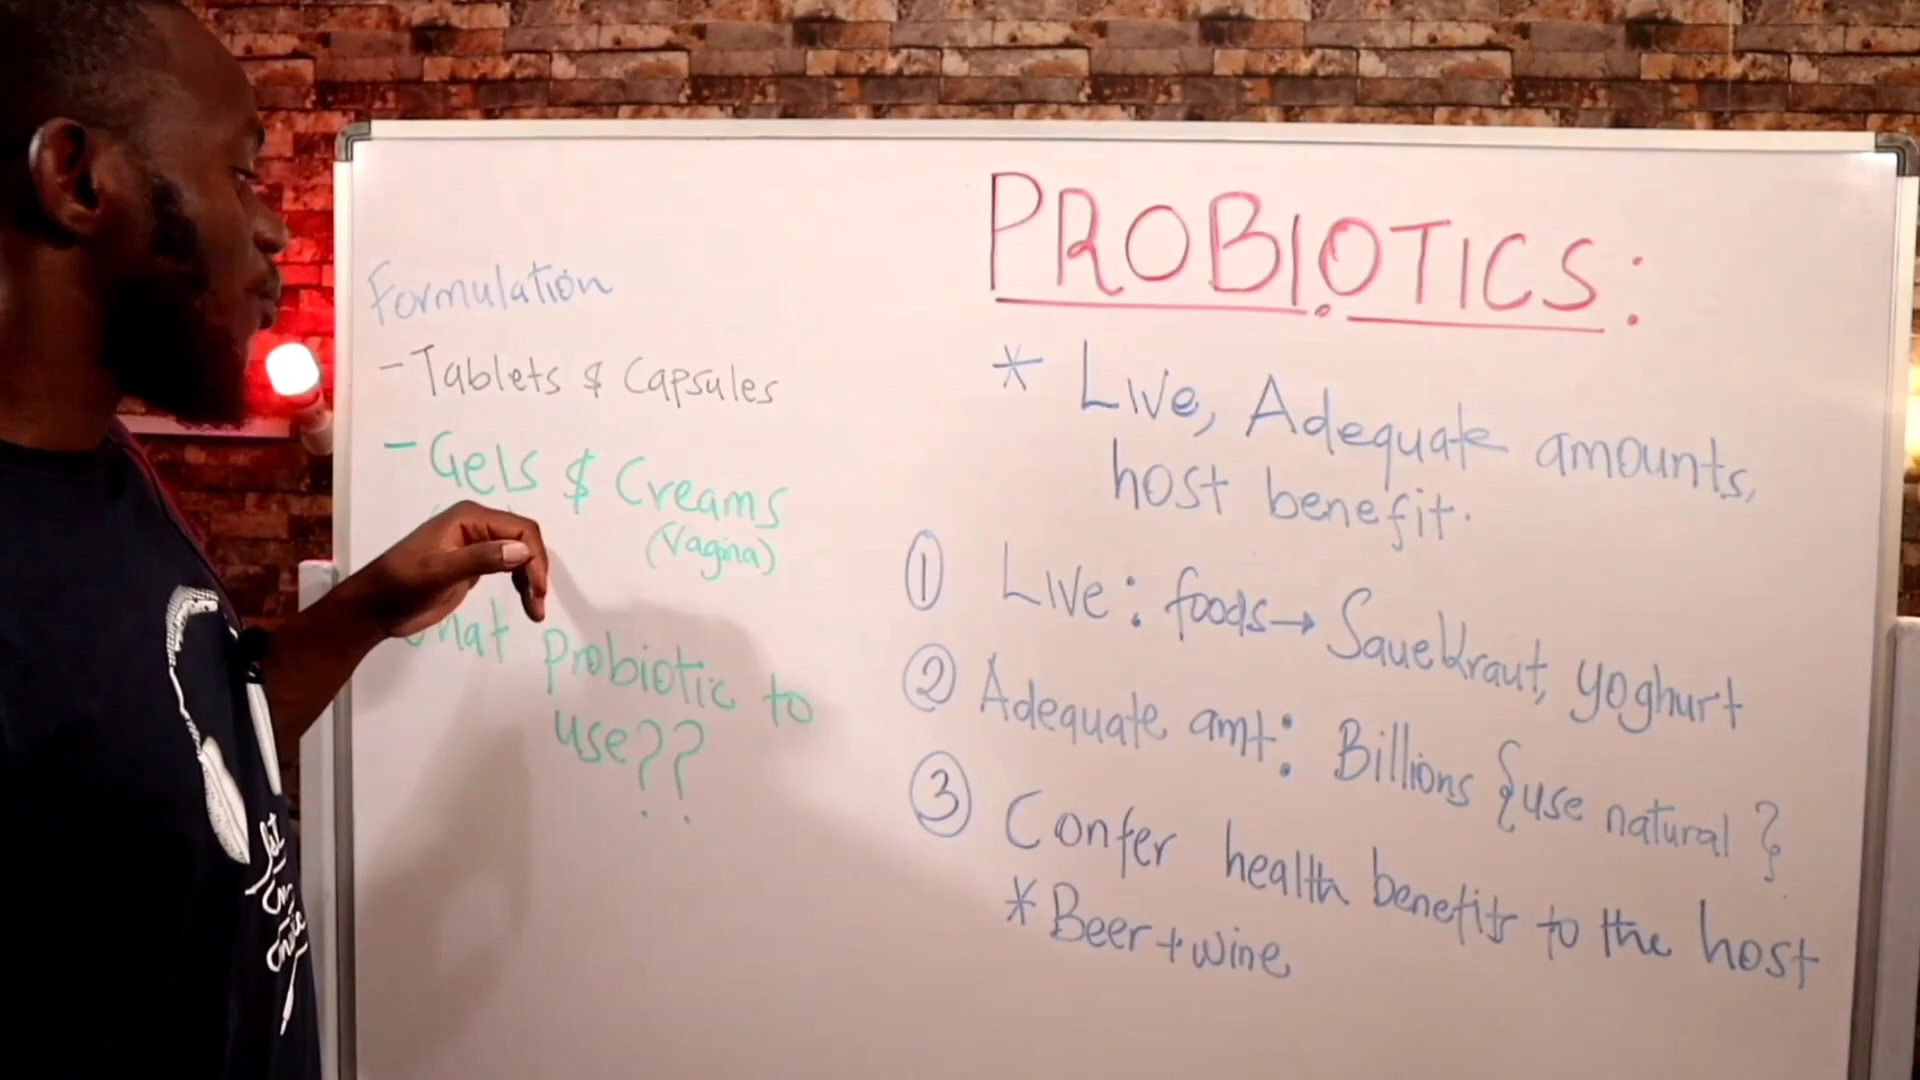 Formulation
- Tablets & Capsules
- Gels & Creams
(Vagina)
Probiotic to
use??
PROBIOTICS:
* Live, Adequate amounts,
host benefit.
① Live: foods → Sauerkraut, yoghurt
② Adequate amt: Billions {use natural}
③ Confer health benefits to the host
* Beer + wine